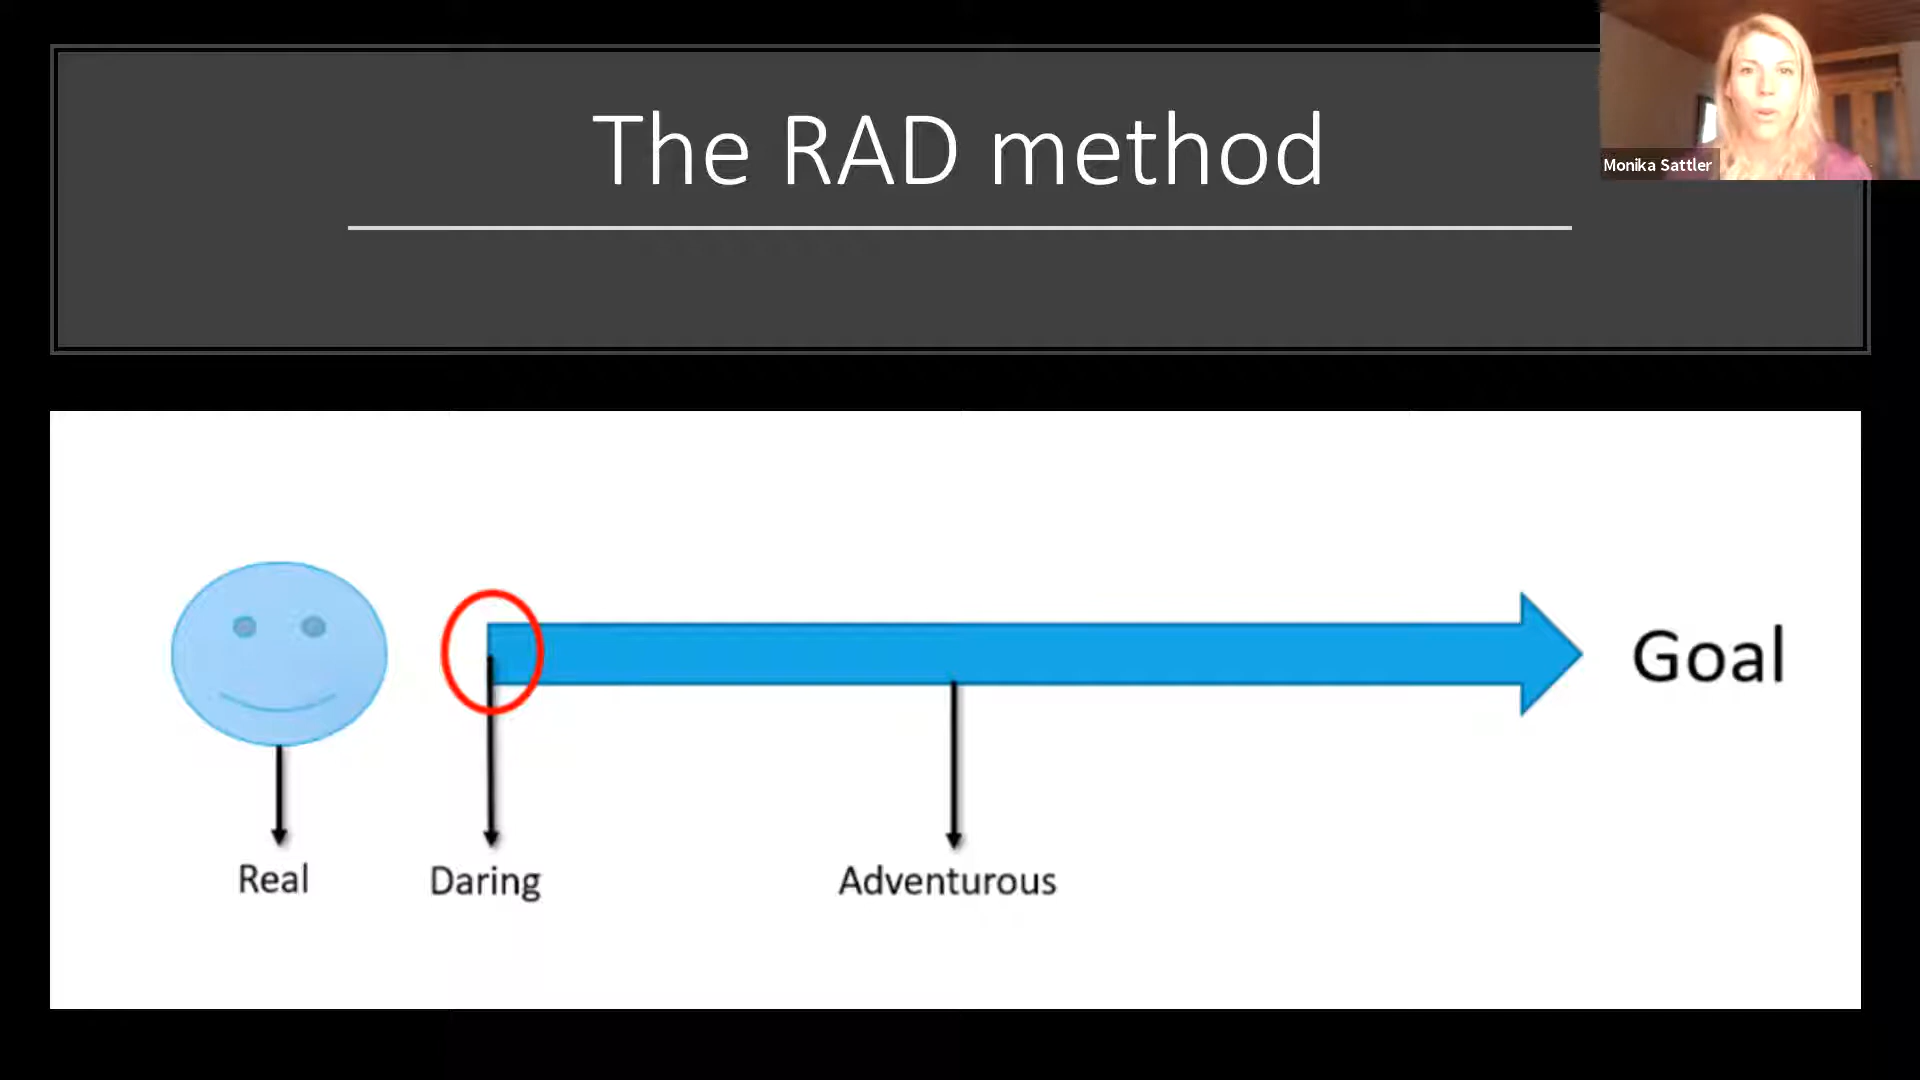 The RAD method
Monika Sattler
Goal
Real
Daring
Adventurous